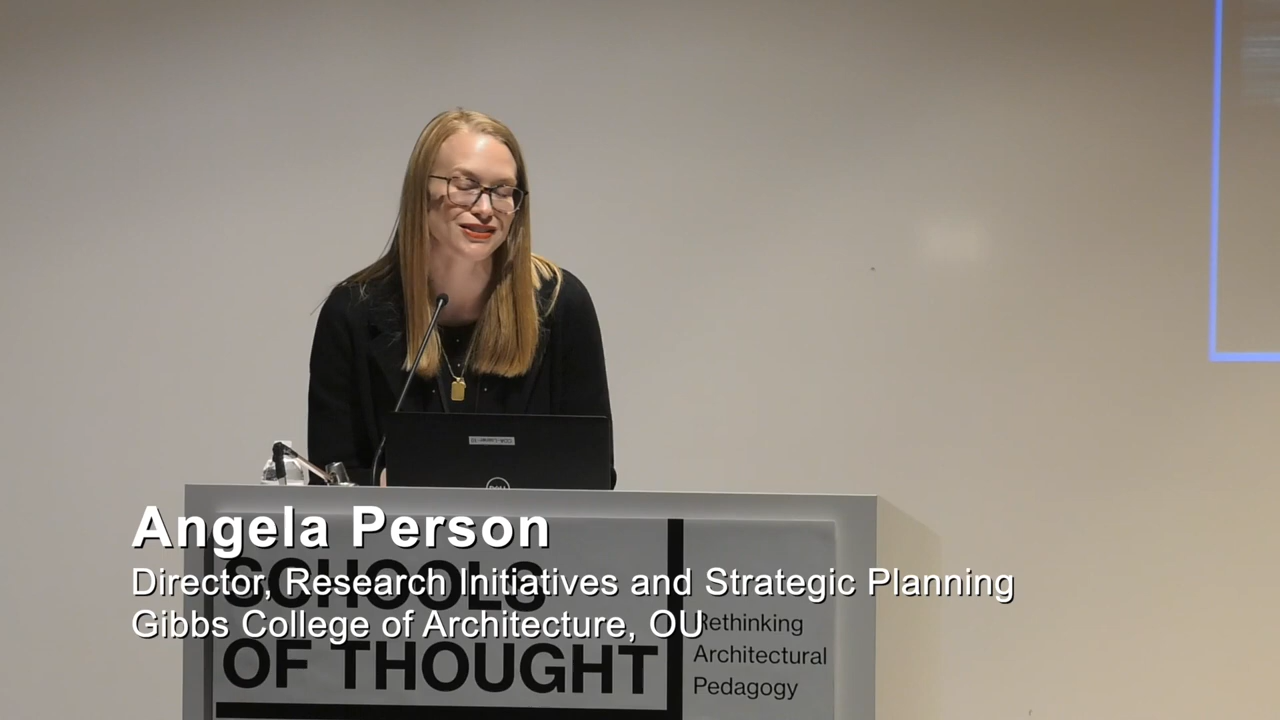 Angela Person
Director, Research Initiatives and Strategic Planning
Gibbs College of Architecture, OU
SCHOOLS
OF THOUGHT
Rethinking
Architectural
Pedagogy
DELL